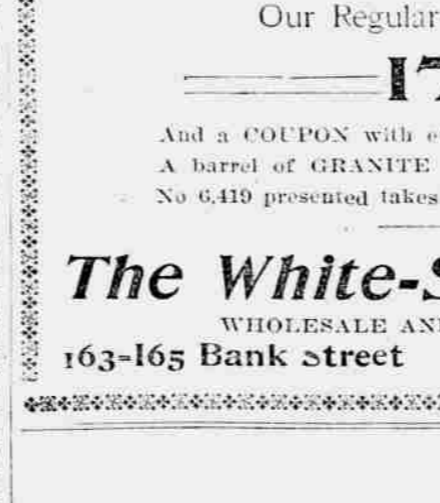 Our Regular
17
And a COUPON with e
A barrel of GRANITE
No 6,419 presented takes
The White-S
WHOLESALE AN
163-165 Bank street